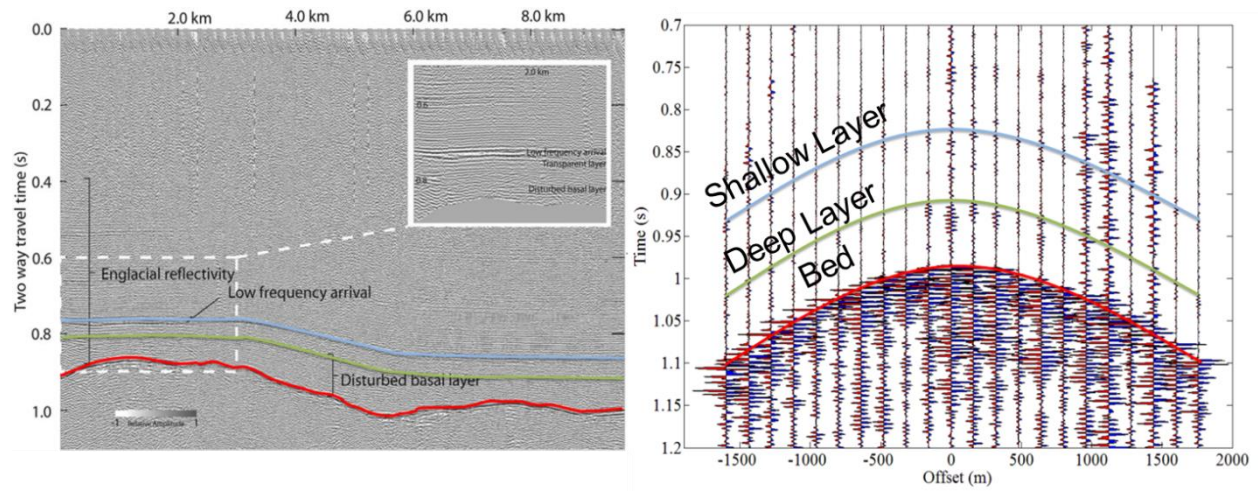 2.0 km 4.0 km 6.0 km 8.0 km
0.0
0.2
0.4
0.6
0.8
1.0
Two way travel time (s)
2.0 km
0.6
Low frequency arrival
Transparent layer
0.8
Disturbed basal layer
Englacial reflectivity
Low frequency arrival
Disturbed basal layer
-1 Relative Amplitude 1
0.7
0.75
0.8
0.85
0.9
0.95
1
1.05
1.1
1.15
1.2
Time (s)
Shallow Layer
Deep Layer
Bed
-1500 -1000 -500 0 500 1000 1500 2000
Offset (m)